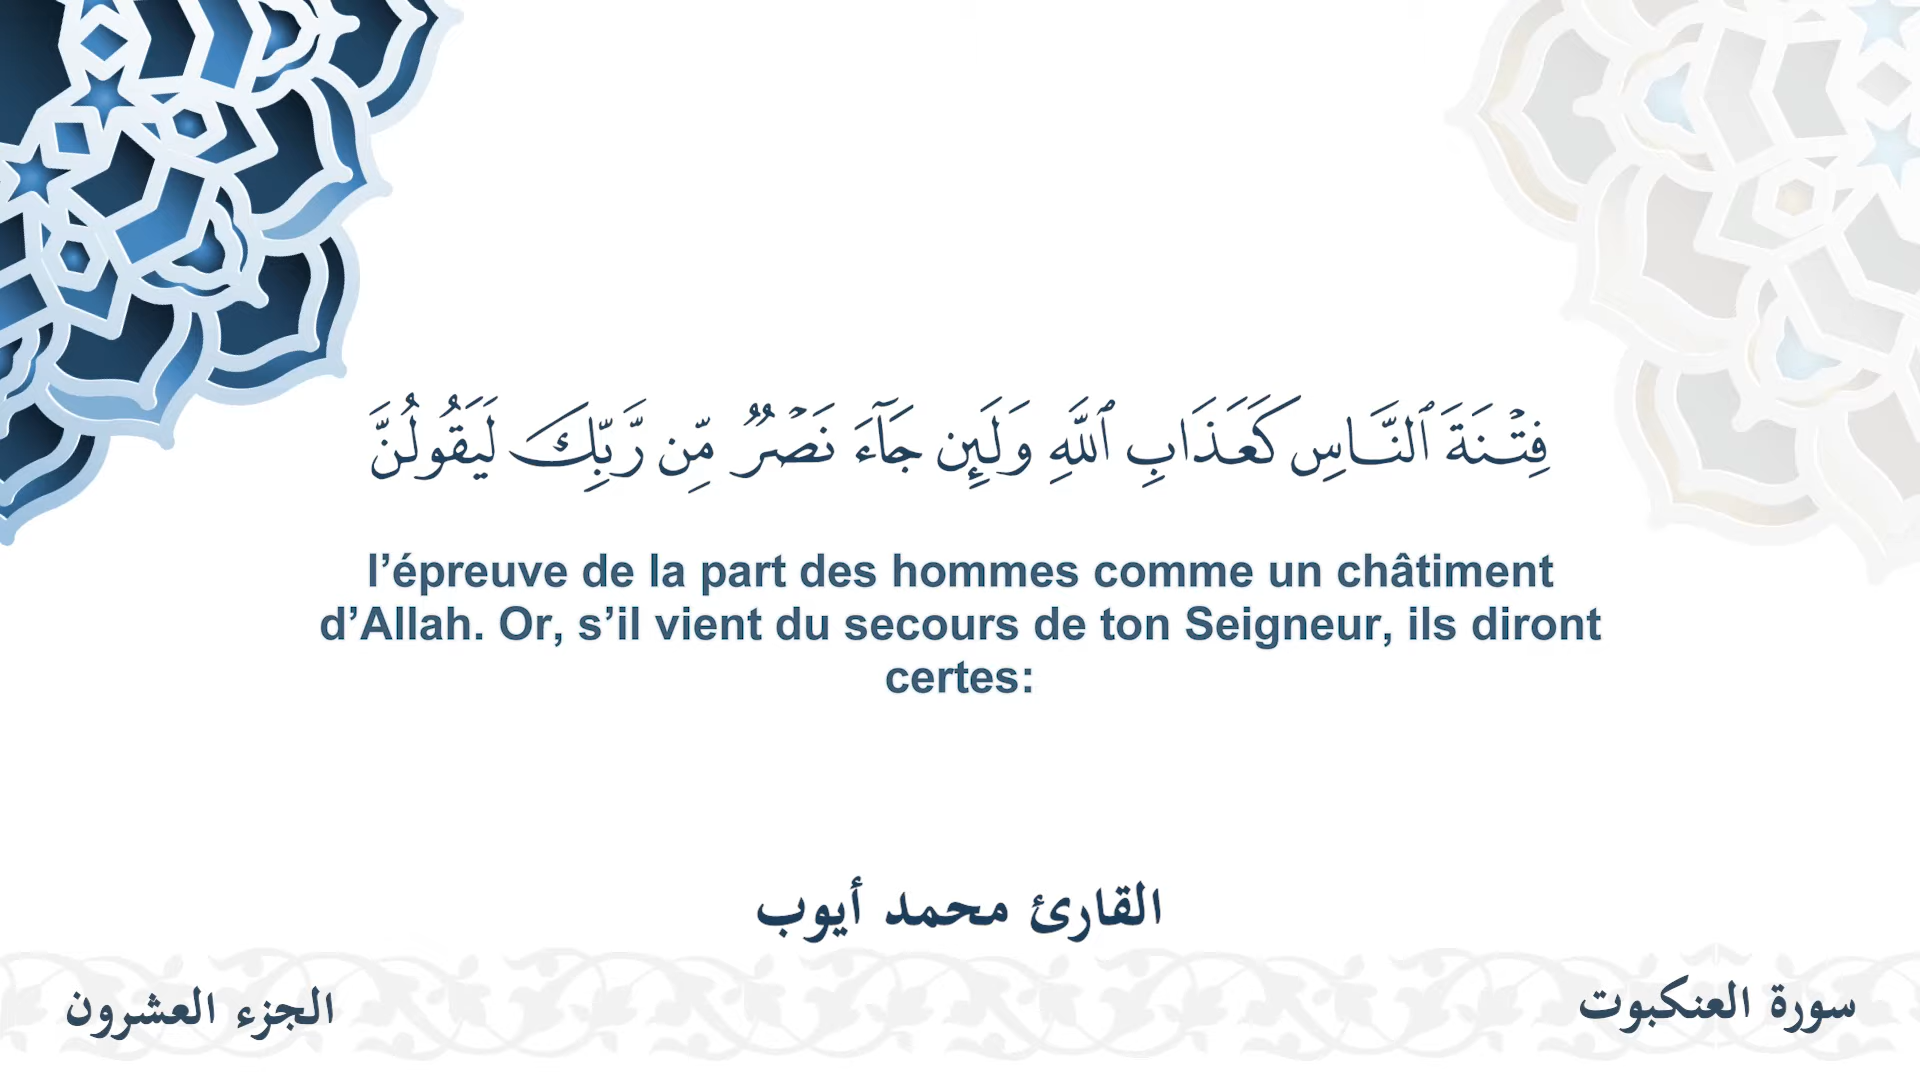 فِتۡنَةَ ٱلنَّاسِ كَعَذَابِ ٱللَّهِ وَلَئِن جَآءَ نَصۡرٞ مِّن رَّبِّكَ لَيَقُولُنَّ
l’épreuve de la part des hommes comme un châtiment
d’Allah. Or, s’il vient du secours de ton Seigneur, ils diront
certes:
القارئ محمد أيوب
سورة العنكبوت
الجزء العشرون